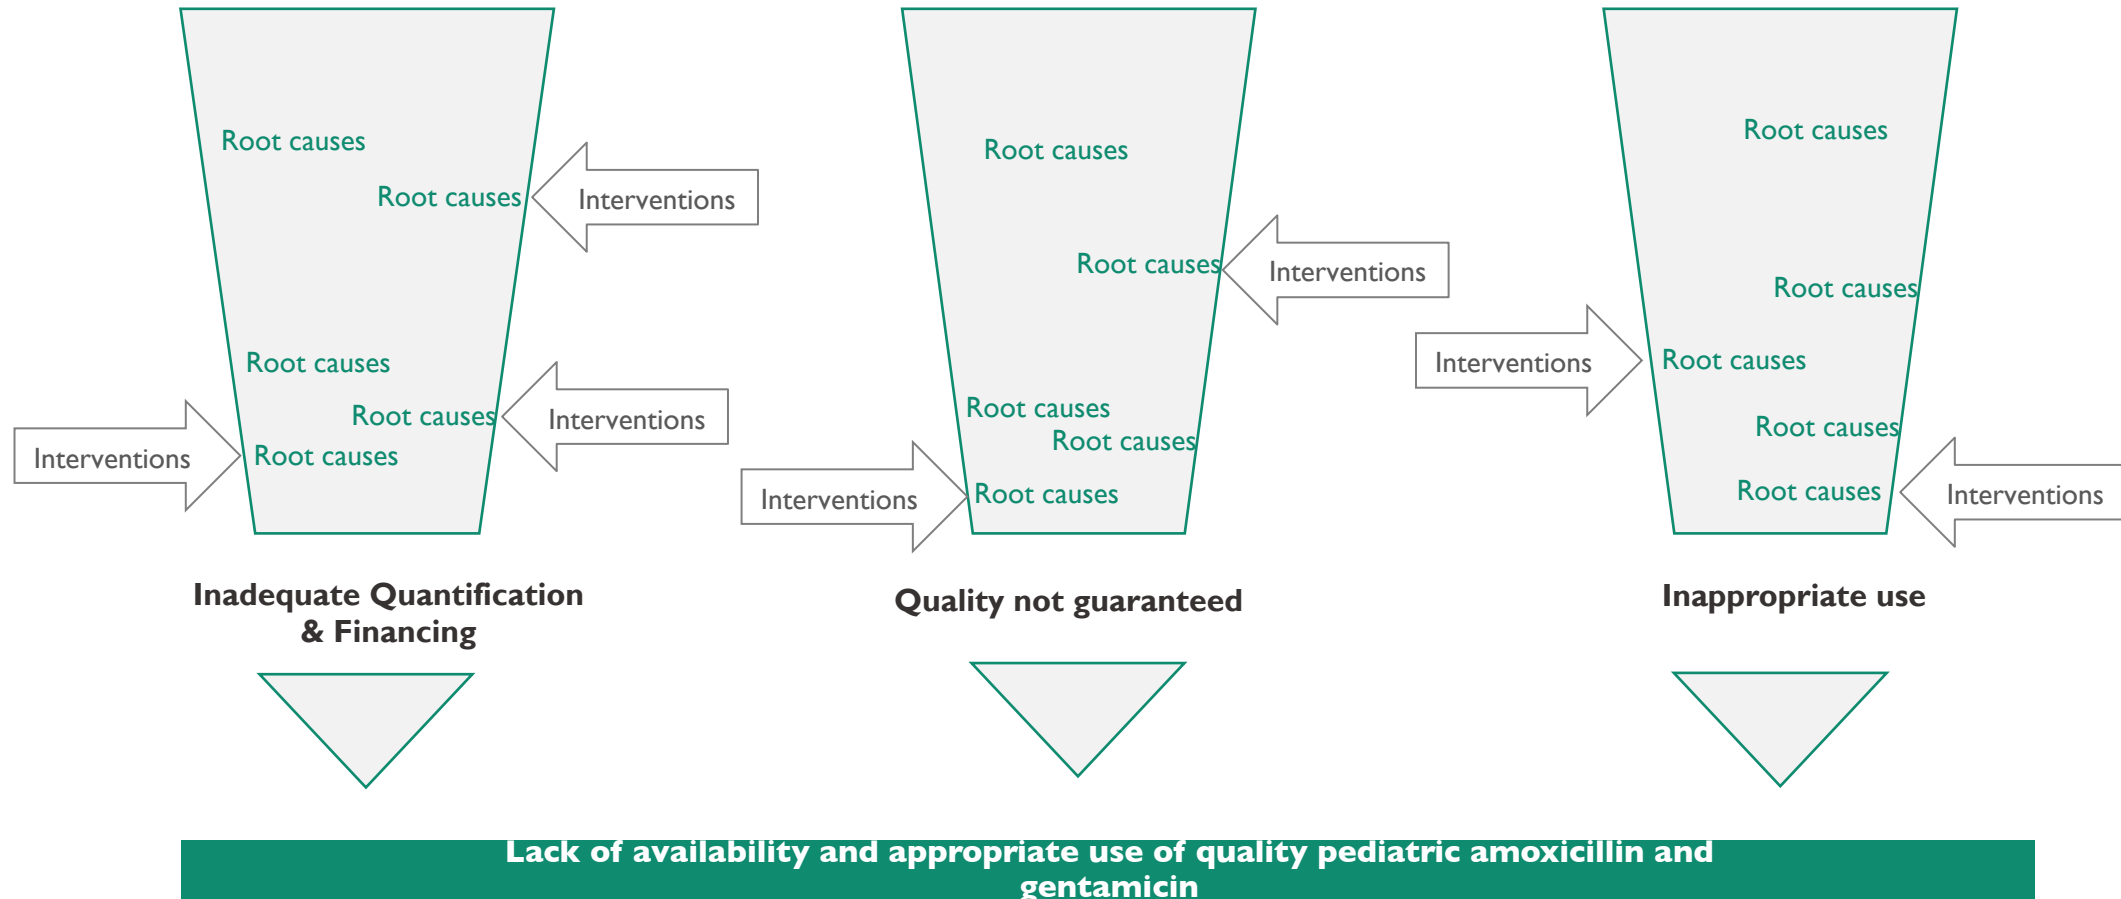 Root causes
Root causes
Interventions
Root causes
Root causes
Interventions
Interventions
Root causes
Inadequate Quantification
& Financing
Root causes
Root causes
Interventions
Root causes
Root causes
Interventions
Root causes
Quality not guaranteed
Root causes
Root causes
Interventions
Root causes
Root causes
Root causes
Interventions
Inappropriate use
Lack of availability and appropriate use of quality pediatric amoxicillin and
gentamicin